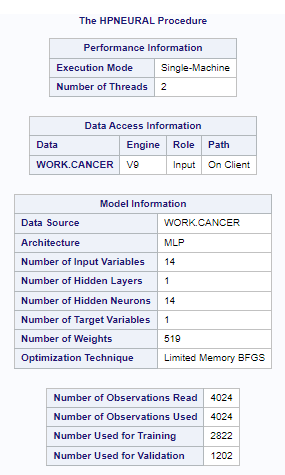 The HPNEURAL Procedure
Performance Information
Execution Mode Single-Machine
Number of Threads 2
Data Access Information
Data Engine Role Path
WORK.CANCER V9 Input On Client
Model Information
Data Source WORK.CANCER
Architecture MLP
Number of Input Variables 14
Number of Hidden Layers 1
Number of Hidden Neurons 14
Number of Target Variables 1
Number of Weights 519
Optimization Technique Limited Memory BFGS
Number of Observations Read 4024
Number of Observations Used 4024
Number Used for Training 2822
Number Used for Validation 1202